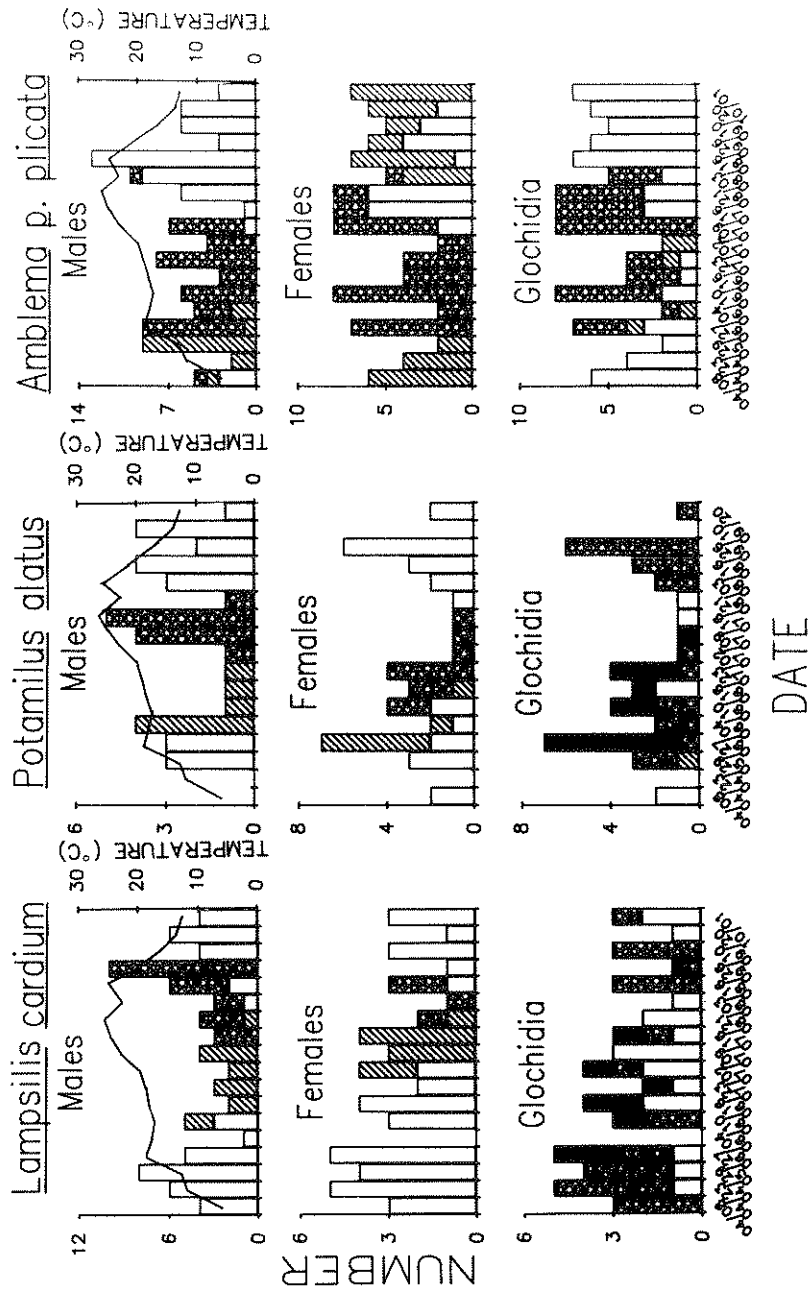 Lampsilis cardium
Males
12
6
0
30
20
10
0
TEMPERATURE (°C)
Potamilus alatus
Males
6
3
0
30
20
10
0
TEMPERATURE (°C)
Amblema p. plicata
Males
14
7
0
30
20
10
0
TEMPERATURE (°C)
NUMBER
Females
6
3
0
Females
8
4
0
Females
10
5
0
Glochidia
6
3
0
Glochidia
8
4
0
Glochidia
10
5
0
DATE